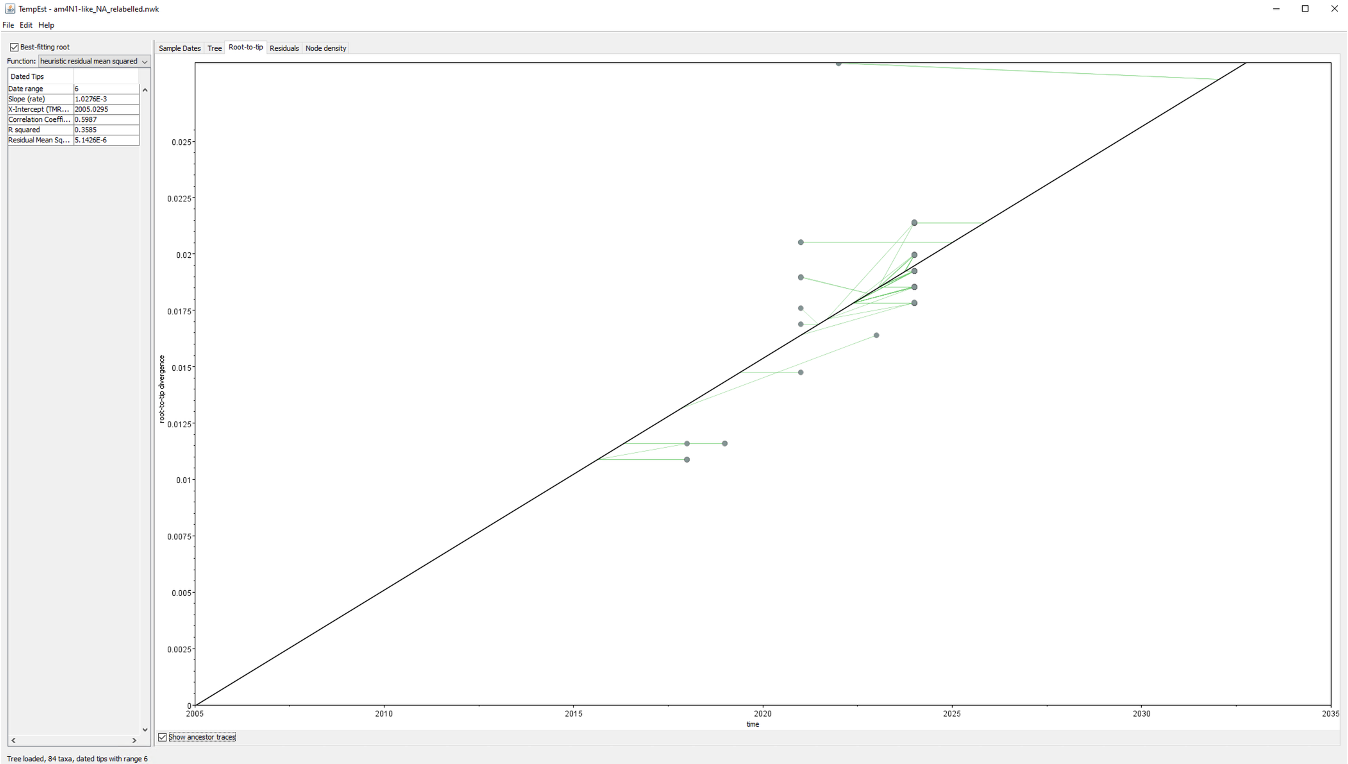 TempEst - am4N1-like_NA_relabelled.nwk
File Edit Help
Best-fitting root
Function: heuristic residual mean squared
Dated Tips
Date range 6
Slope (rate) 1.0276E-3
X-Intercept (TMR... 2005.0295
Correlation Coeffi... 0.5987
R squared 0.3585
Residual Mean Sq... 5.1426E-6
Sample Dates Tree Root-to-tip Residuals Node density
0.025
0.0225
0.02
0.0175
0.015
0.0125
0.01
0.0075
0.005
0.0025
0
root-to-tip divergence
2005 2010 2015 2020 2025 2030 2035
time
Show ancestor traces
Tree loaded, 84 taxa, dated tips with range 6